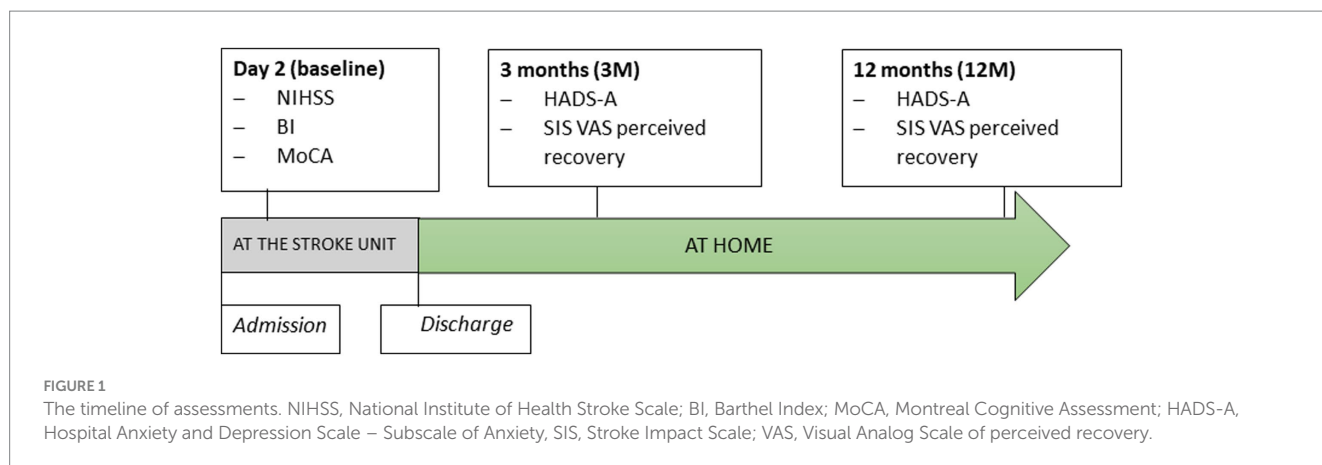 Day 2 (baseline)
– NIHSS
– BI
– MoCA
3 months (3M)
– HADS-A
– SIS VAS perceived
recovery
12 months (12M)
– HADS-A
– SIS VAS perceived
recovery
AT THE STROKE UNIT
AT HOME
Admission
Discharge
FIGURE 1
The timeline of assessments. NIHSS, National Institute of Health Stroke Scale; BI, Barthel Index; MoCA, Montreal Cognitive Assessment; HADS-A,
Hospital Anxiety and Depression Scale – Subscale of Anxiety, SIS, Stroke Impact Scale; VAS, Visual Analog Scale of perceived recovery.